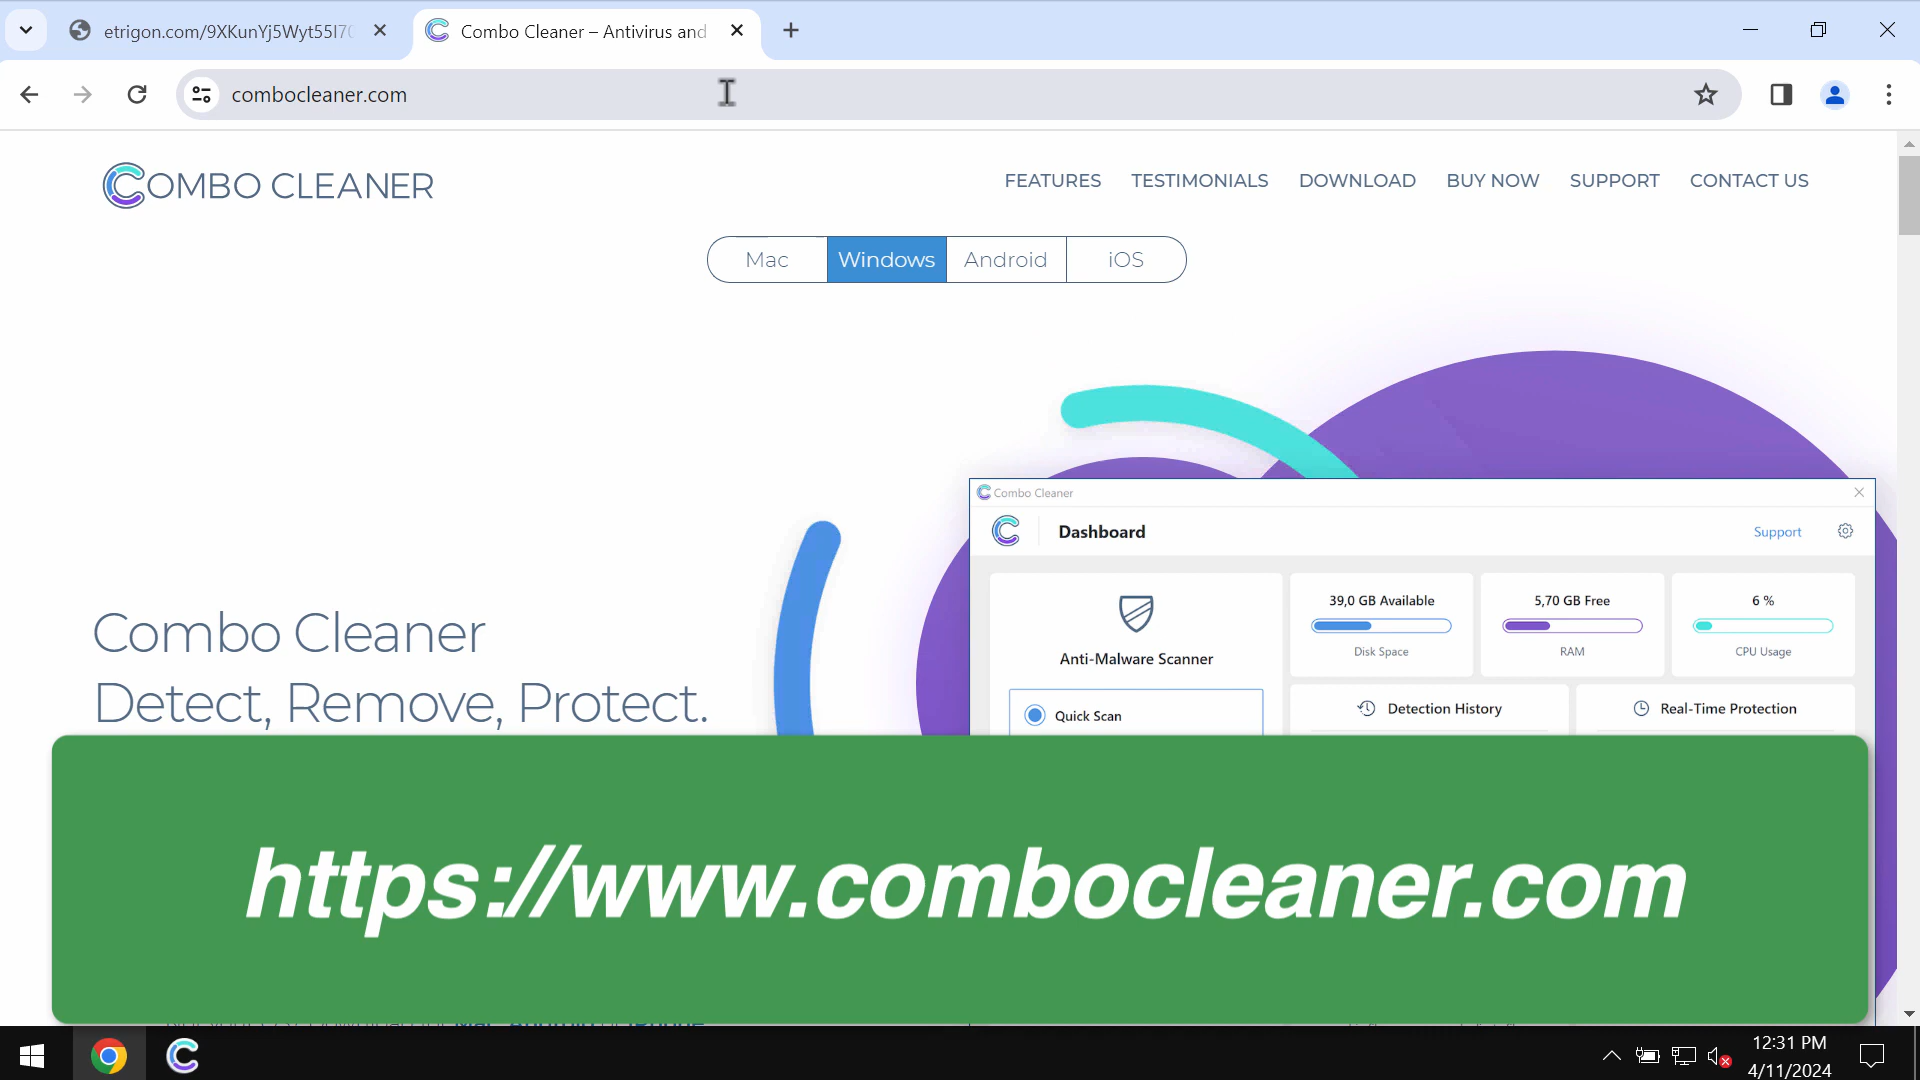 etrigon.com/9XKunYj5Wyt55I7
Combo Cleaner – Antivirus and
combocleaner.com
COMBO CLEANER
FEATURES TESTIMONIALS DOWNLOAD BUY NOW SUPPORT CONTACT US
Mac Windows Android iOS
Combo Cleaner
Dashboard Support
39,0 GB Available 5,70 GB Free 6 %
Disk Space RAM CPU Usage
Anti-Malware Scanner
Quick Scan
Detection History Real-Time Protection
Combo Cleaner
Detect, Remove, Protect.
https://www.combocleaner.com
12:31 PM
4/11/2024